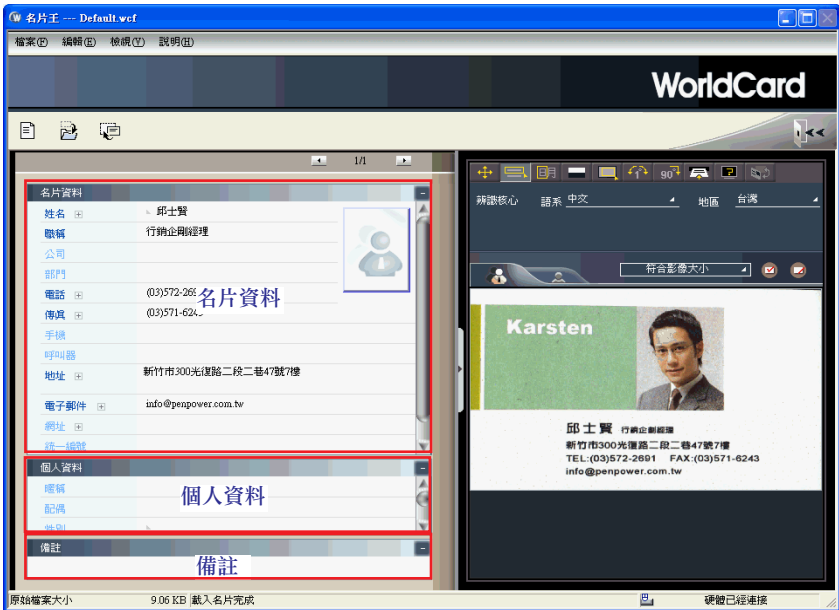 名片王 --- Default.wcf
檔案(F) 編輯(E) 檢視(V) 說明(H)
WorldCard
1/1
名片資料
姓名 邱士賢
職稱 行銷企劃經理
公司
部門
電話 (03)572-269
名片資料
傳真 (03)571-624
手機
呼叫器
地址 新竹市300光復路二段二巷47號7樓
電子郵件 info@penpower.com.tw
網址
統一編號
個人資料
暱稱
個人資料
配偶
性別
備註
備註
辨識核心 語系 中文 地區 台灣
符合影像大小
Karsten
邱士賢 行銷企劃經理
新竹市300光復路二段二巷47號7樓
TEL:(03)572-2691 FAX:(03)571-6243
info@penpower.com.tw
原始檔案大小 9.06 KB 載入名片完成 硬體已經連接